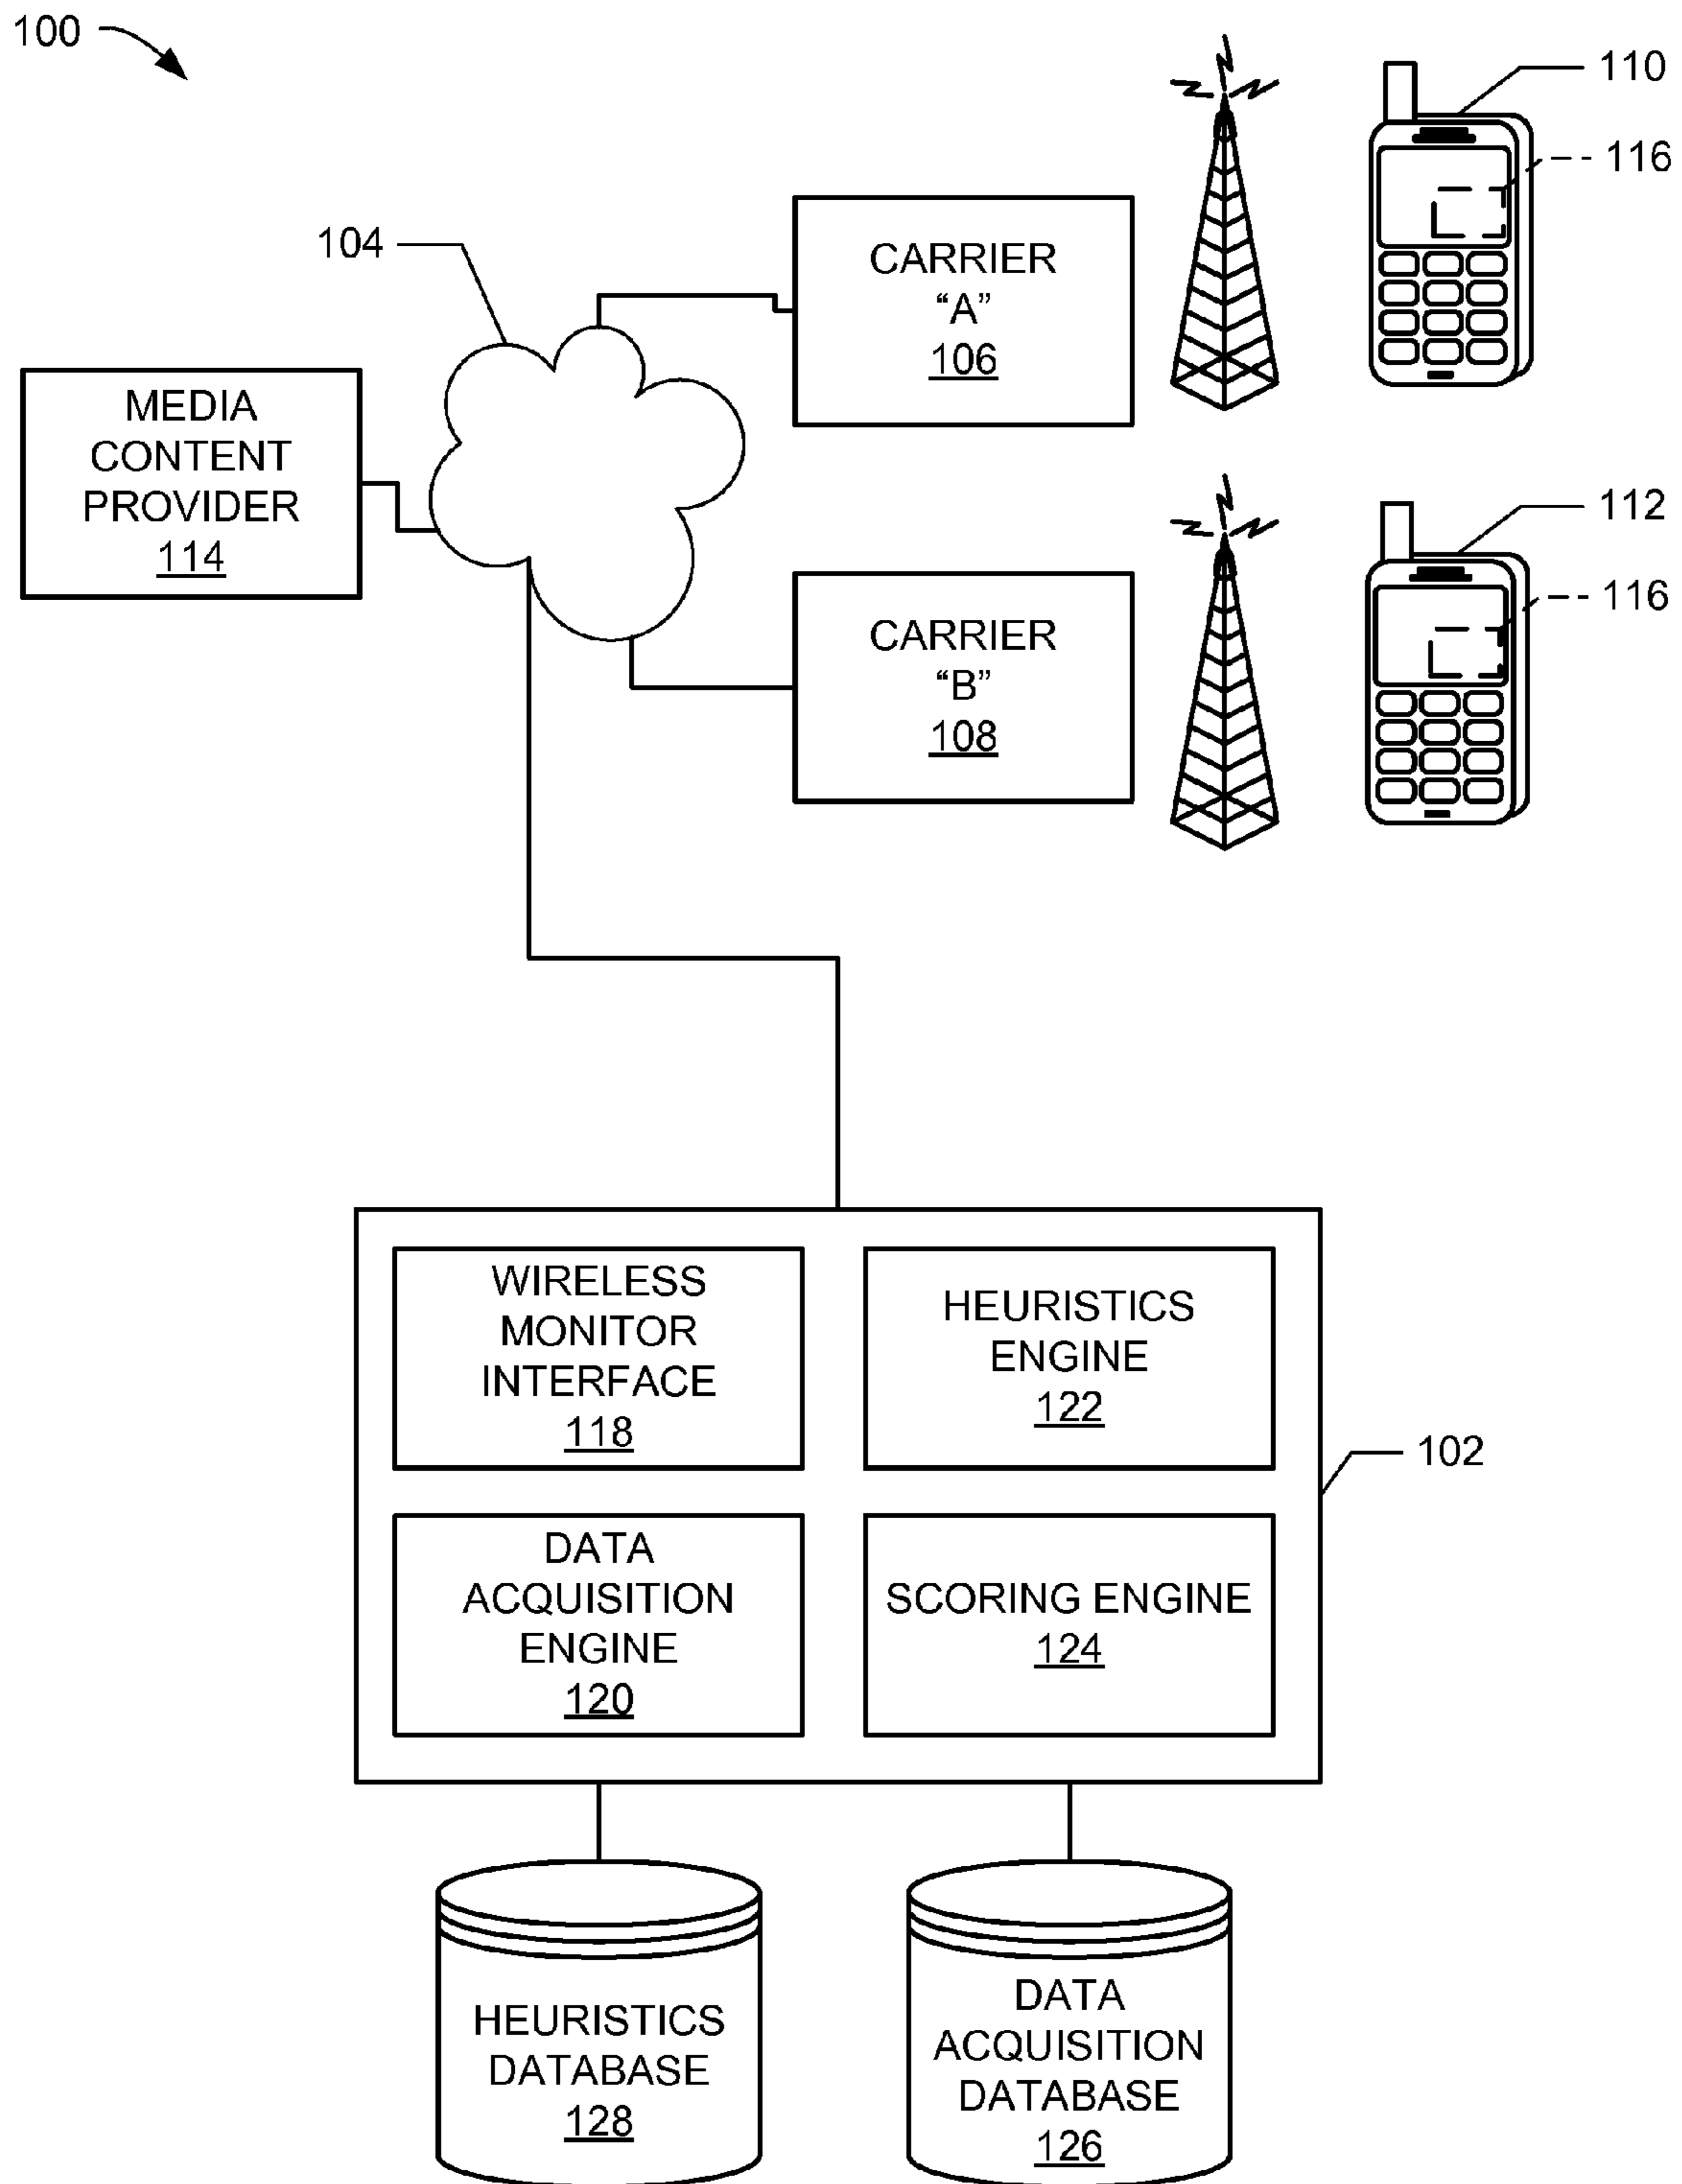 100
110
116
104
CARRIER
“A”
106
MEDIA
CONTENT
PROVIDER
114
112
116
CARRIER
“B”
108
WIRELESS
MONITOR
INTERFACE
118
HEURISTICS
ENGINE
122
102
DATA
ACQUISITION
ENGINE
120
SCORING ENGINE
124
HEURISTICS
DATABASE
128
DATA
ACQUISITION
DATABASE
126